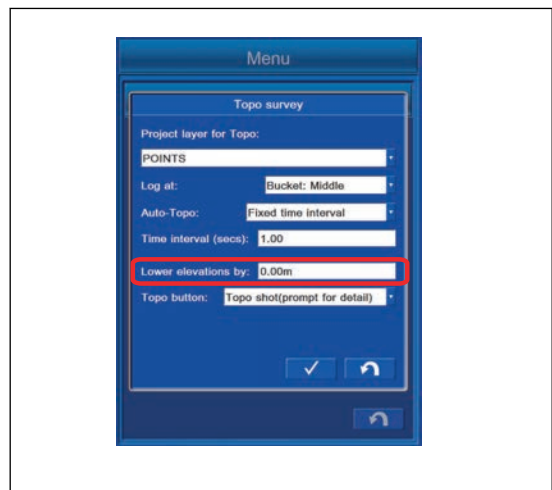 Menu
Topo survey
Project layer for Topo:
POINTS
Log at: Bucket: Middle
Auto-Topo: Fixed time interval
Time interval (secs): 1.00
Lower elevations by: 0.00m
Topo button: Topo shot(prompt for detail)